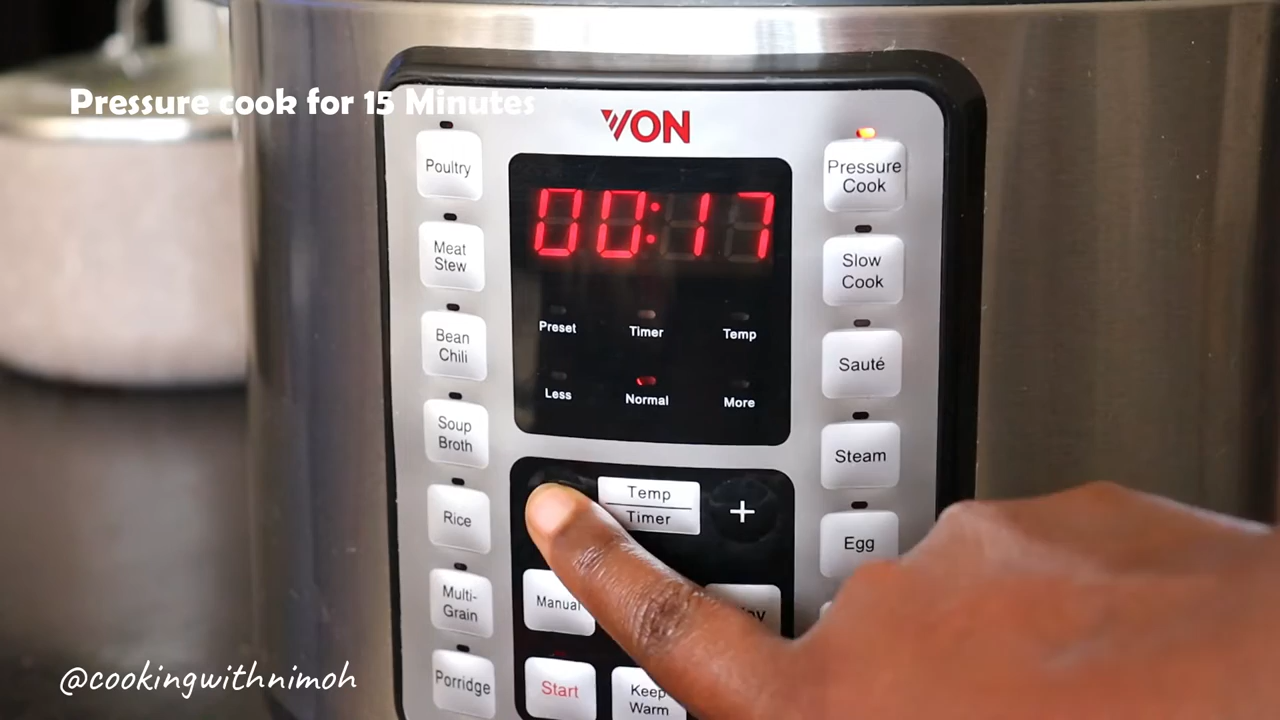 Pressure cook for 15 Minutes
VON
Poultry
Meat
Stew
Bean
Chili
Soup
Broth
Rice
Multi-
Grain
Porridge
00:17
Preset
Timer
Temp
Less
Normal
More
Temp
Timer
+
Manual
Start
Keep
Warm
Pressure
Cook
Slow
Cook
Sauté
Steam
Egg
@cookingwithnimoh